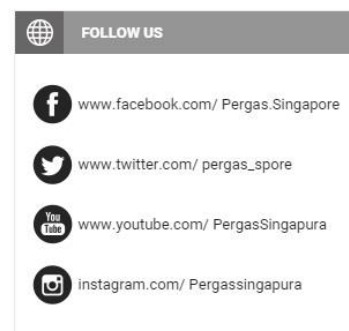 FOLLOW US
www.facebook.com/ Pergas.Singapore
www.twitter.com/ pergas_spore
You
Tube
www.youtube.com/ PergasSingapura
instagram.com/ Pergassingapura